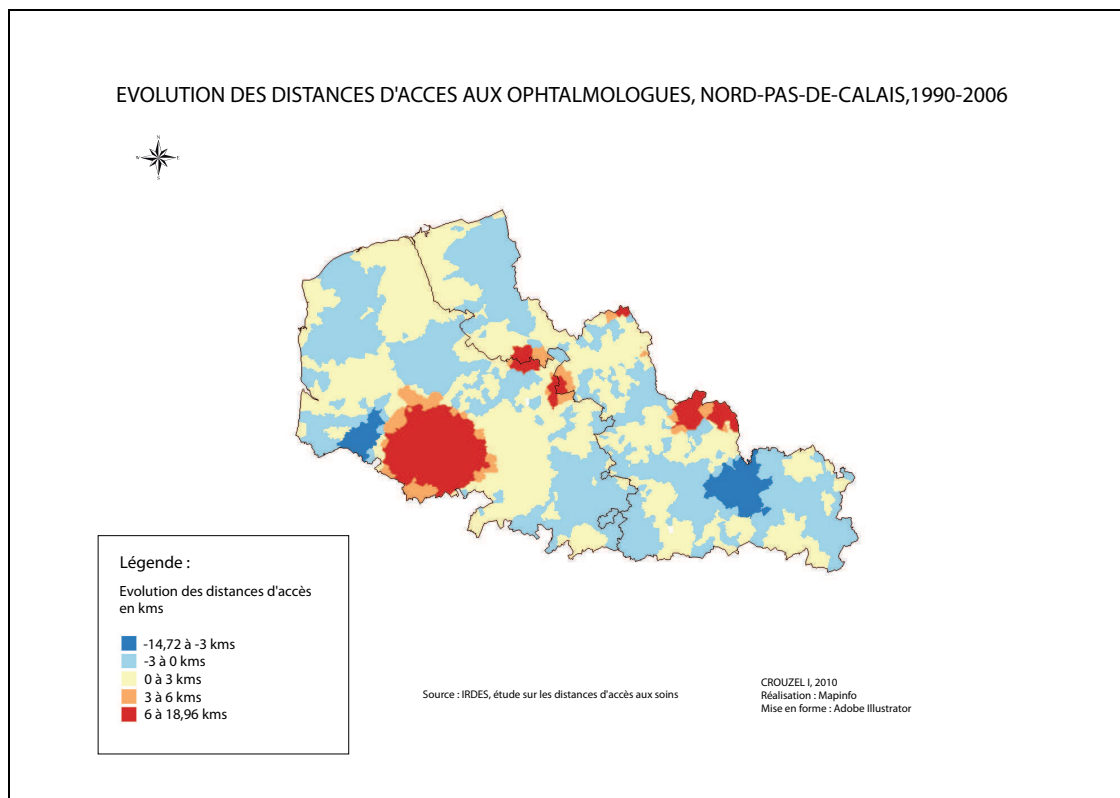 EVOLUTION DES DISTANCES D'ACCES AUX OPHTALMOLOGUES, NORD-PAS-DE-CALAIS,1990-2006
N
W E
S
Légende :
Evolution des distances d'accès
en kms
-14,72 à -3 kms
-3 à 0 kms
0 à 3 kms
3 à 6 kms
6 à 18,96 kms
Source : IRDES, étude sur les distances d'accès aux soins
CROUZEL I, 2010
Réalisation : Mapinfo
Mise en forme : Adobe Illustrator